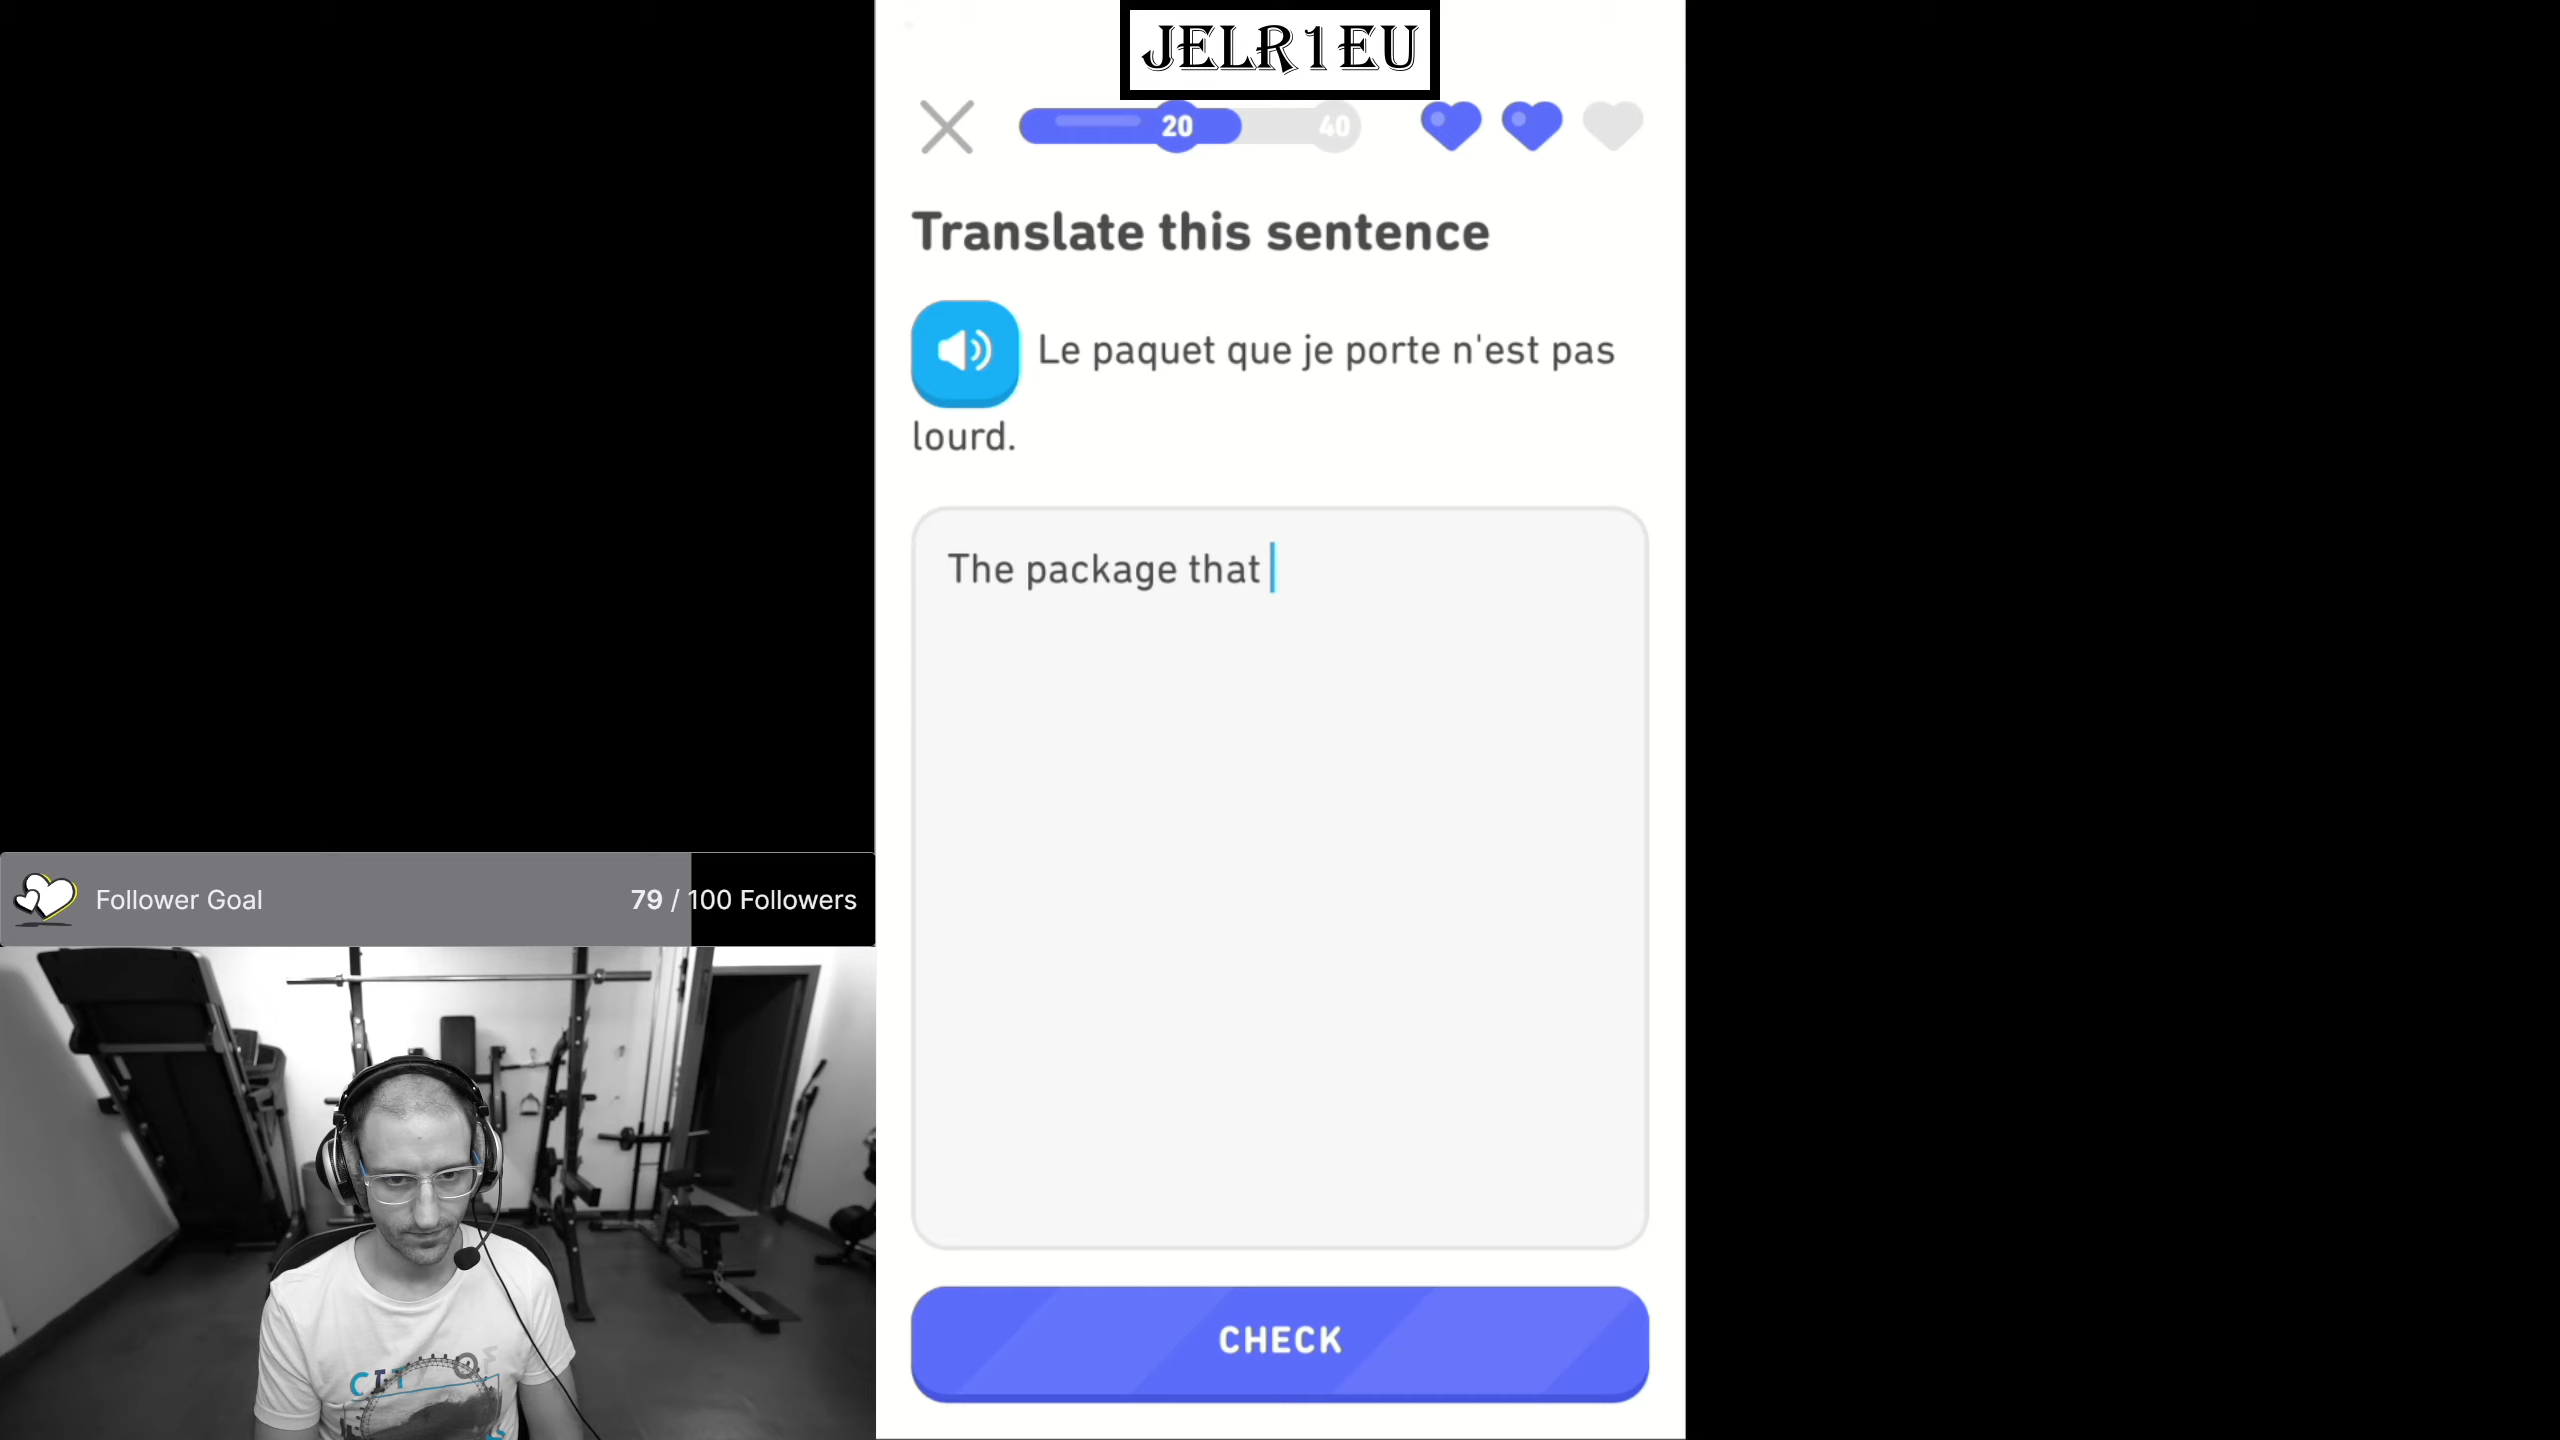 JELR1EU
20
40
Translate this sentence
Le paquet que je porte n'est pas
lourd.
The package that
CHECK
Follower Goal
79 / 100 Followers